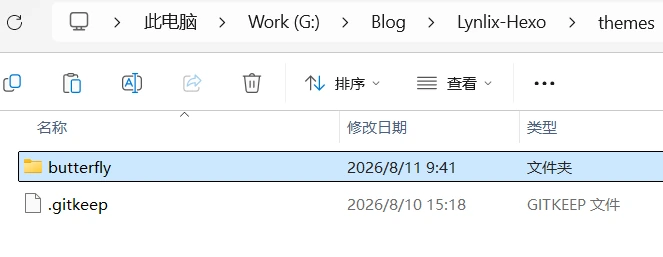 此电脑 > Work (G:) > Blog > Lynlix-Hexo > themes
排序 查看
名称 修改日期 类型
butterfly 2026/8/11 9:41 文件夹
.gitkeep 2026/8/10 15:18 GITKEEP 文件